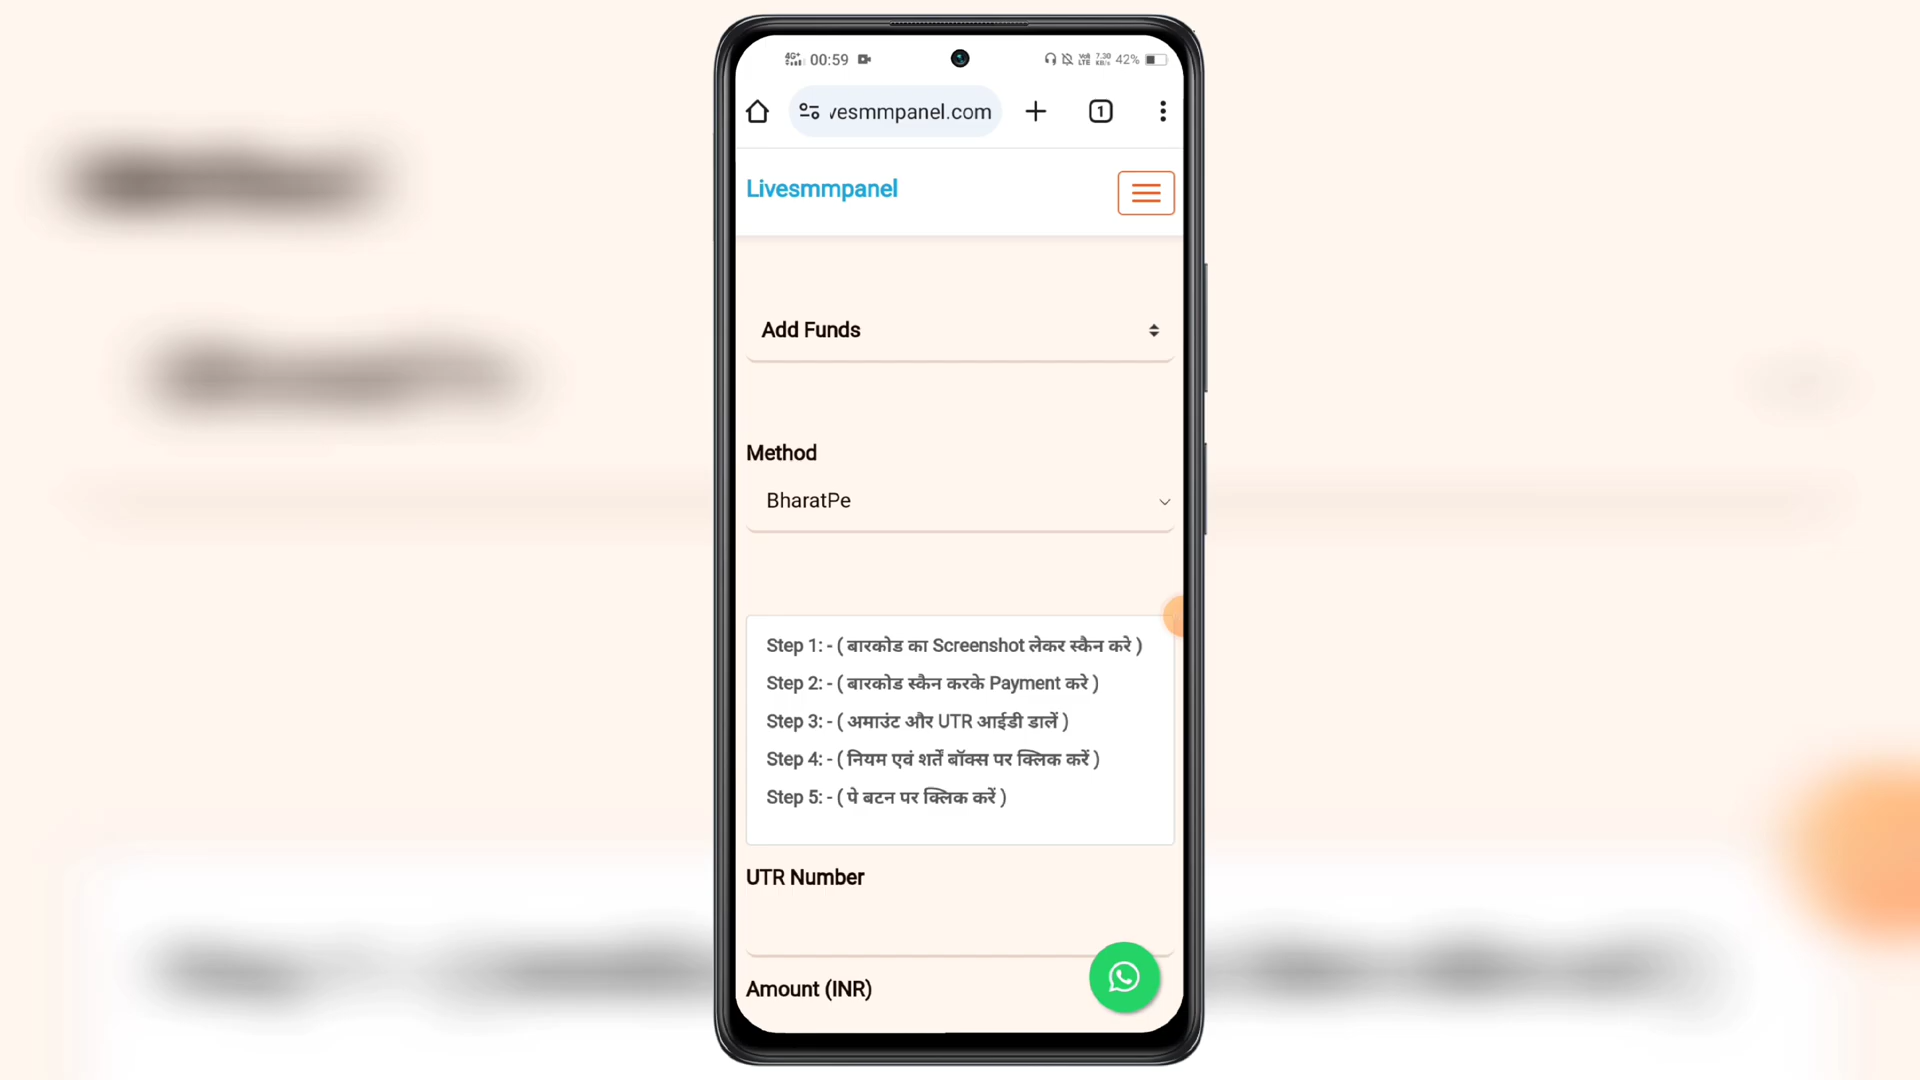 4G+ 00:59 42%
vesmmpanel.com 1
Livesmmpanel
Add Funds
Method
BharatPe
Step 1: - ( बारकोड का Screenshot लेकर स्कैन करे )
Step 2: - ( बारकोड स्कैन करके Payment करे )
Step 3: - ( अमाउंट और UTR आईडी डालें )
Step 4: - ( नियम एवं शर्तें बॉक्स पर क्लिक करें )
Step 5: - ( पे बटन पर क्लिक करें )
UTR Number
Amount (INR)